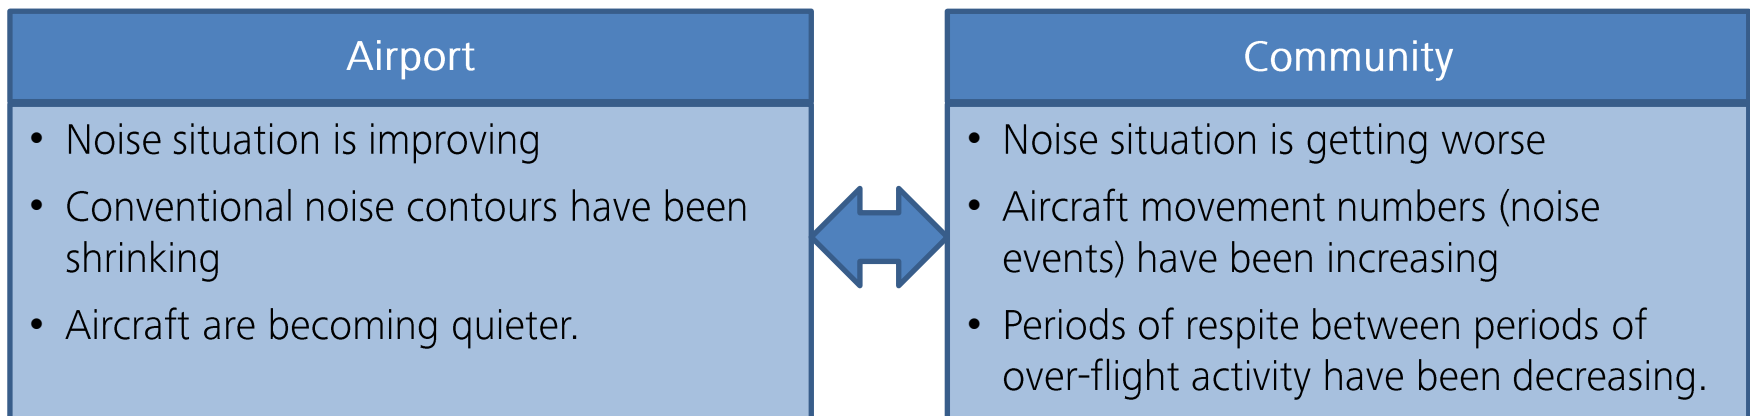 Airport
• Noise situation is improving
• Conventional noise contours have been
shrinking
• Aircraft are becoming quieter.
Community
• Noise situation is getting worse
• Aircraft movement numbers (noise
events) have been increasing
• Periods of respite between periods of
over-flight activity have been decreasing.